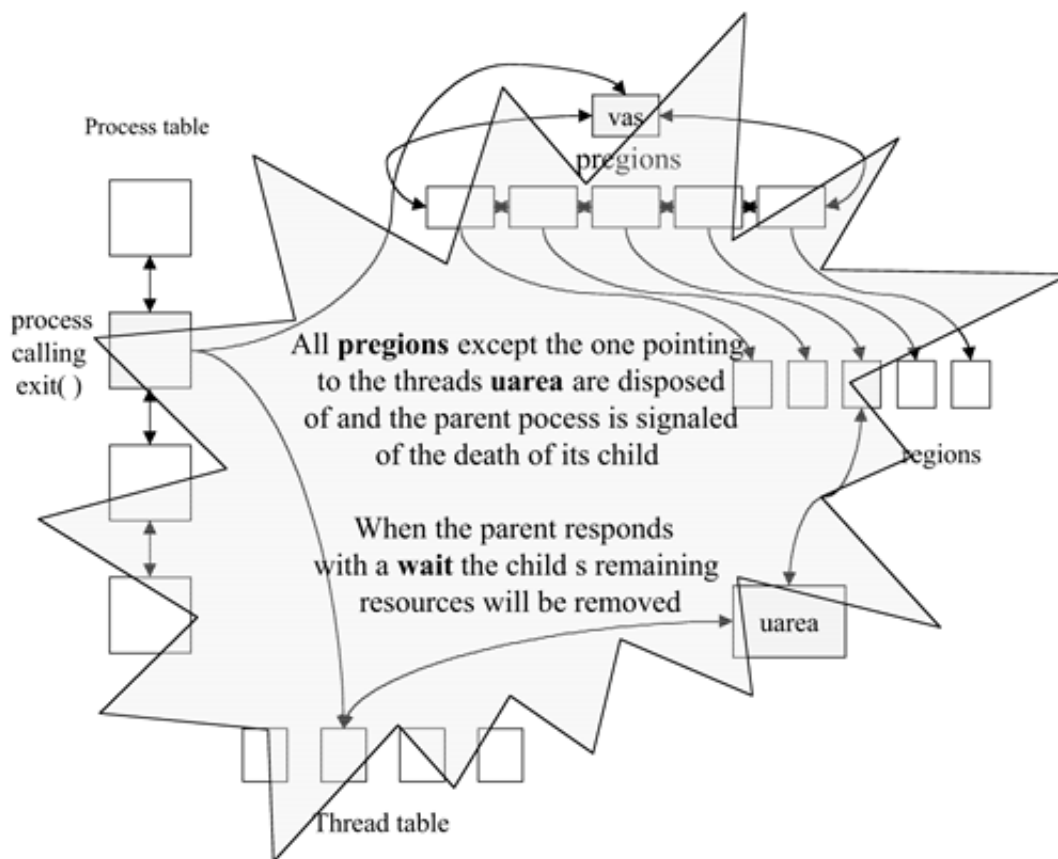 vas
Process table
pregions
process
calling
exit( )
All pregions except the one pointing
to the threads uarea are disposed
of and the parent pocess is signaled
of the death of its child
regions
When the parent responds
with a wait the child s remaining
resources will be removed
uarea
Thread table